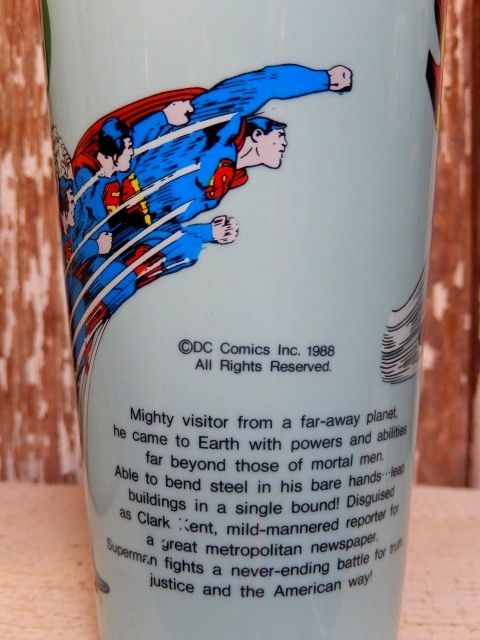 ©DC Comics Inc. 1988
All Rights Reserved.
Mighty visitor from a far-away planet,
he came to Earth with powers and abilities
far beyond those of mortal men.
Able to bend steel in his bare hands…leap
buildings in a single bound! Disguised
as Clark Kent, mild-mannered reporter for
a great metropolitan newspaper,
Superman fights a never-ending battle for truth,
justice and the American way!